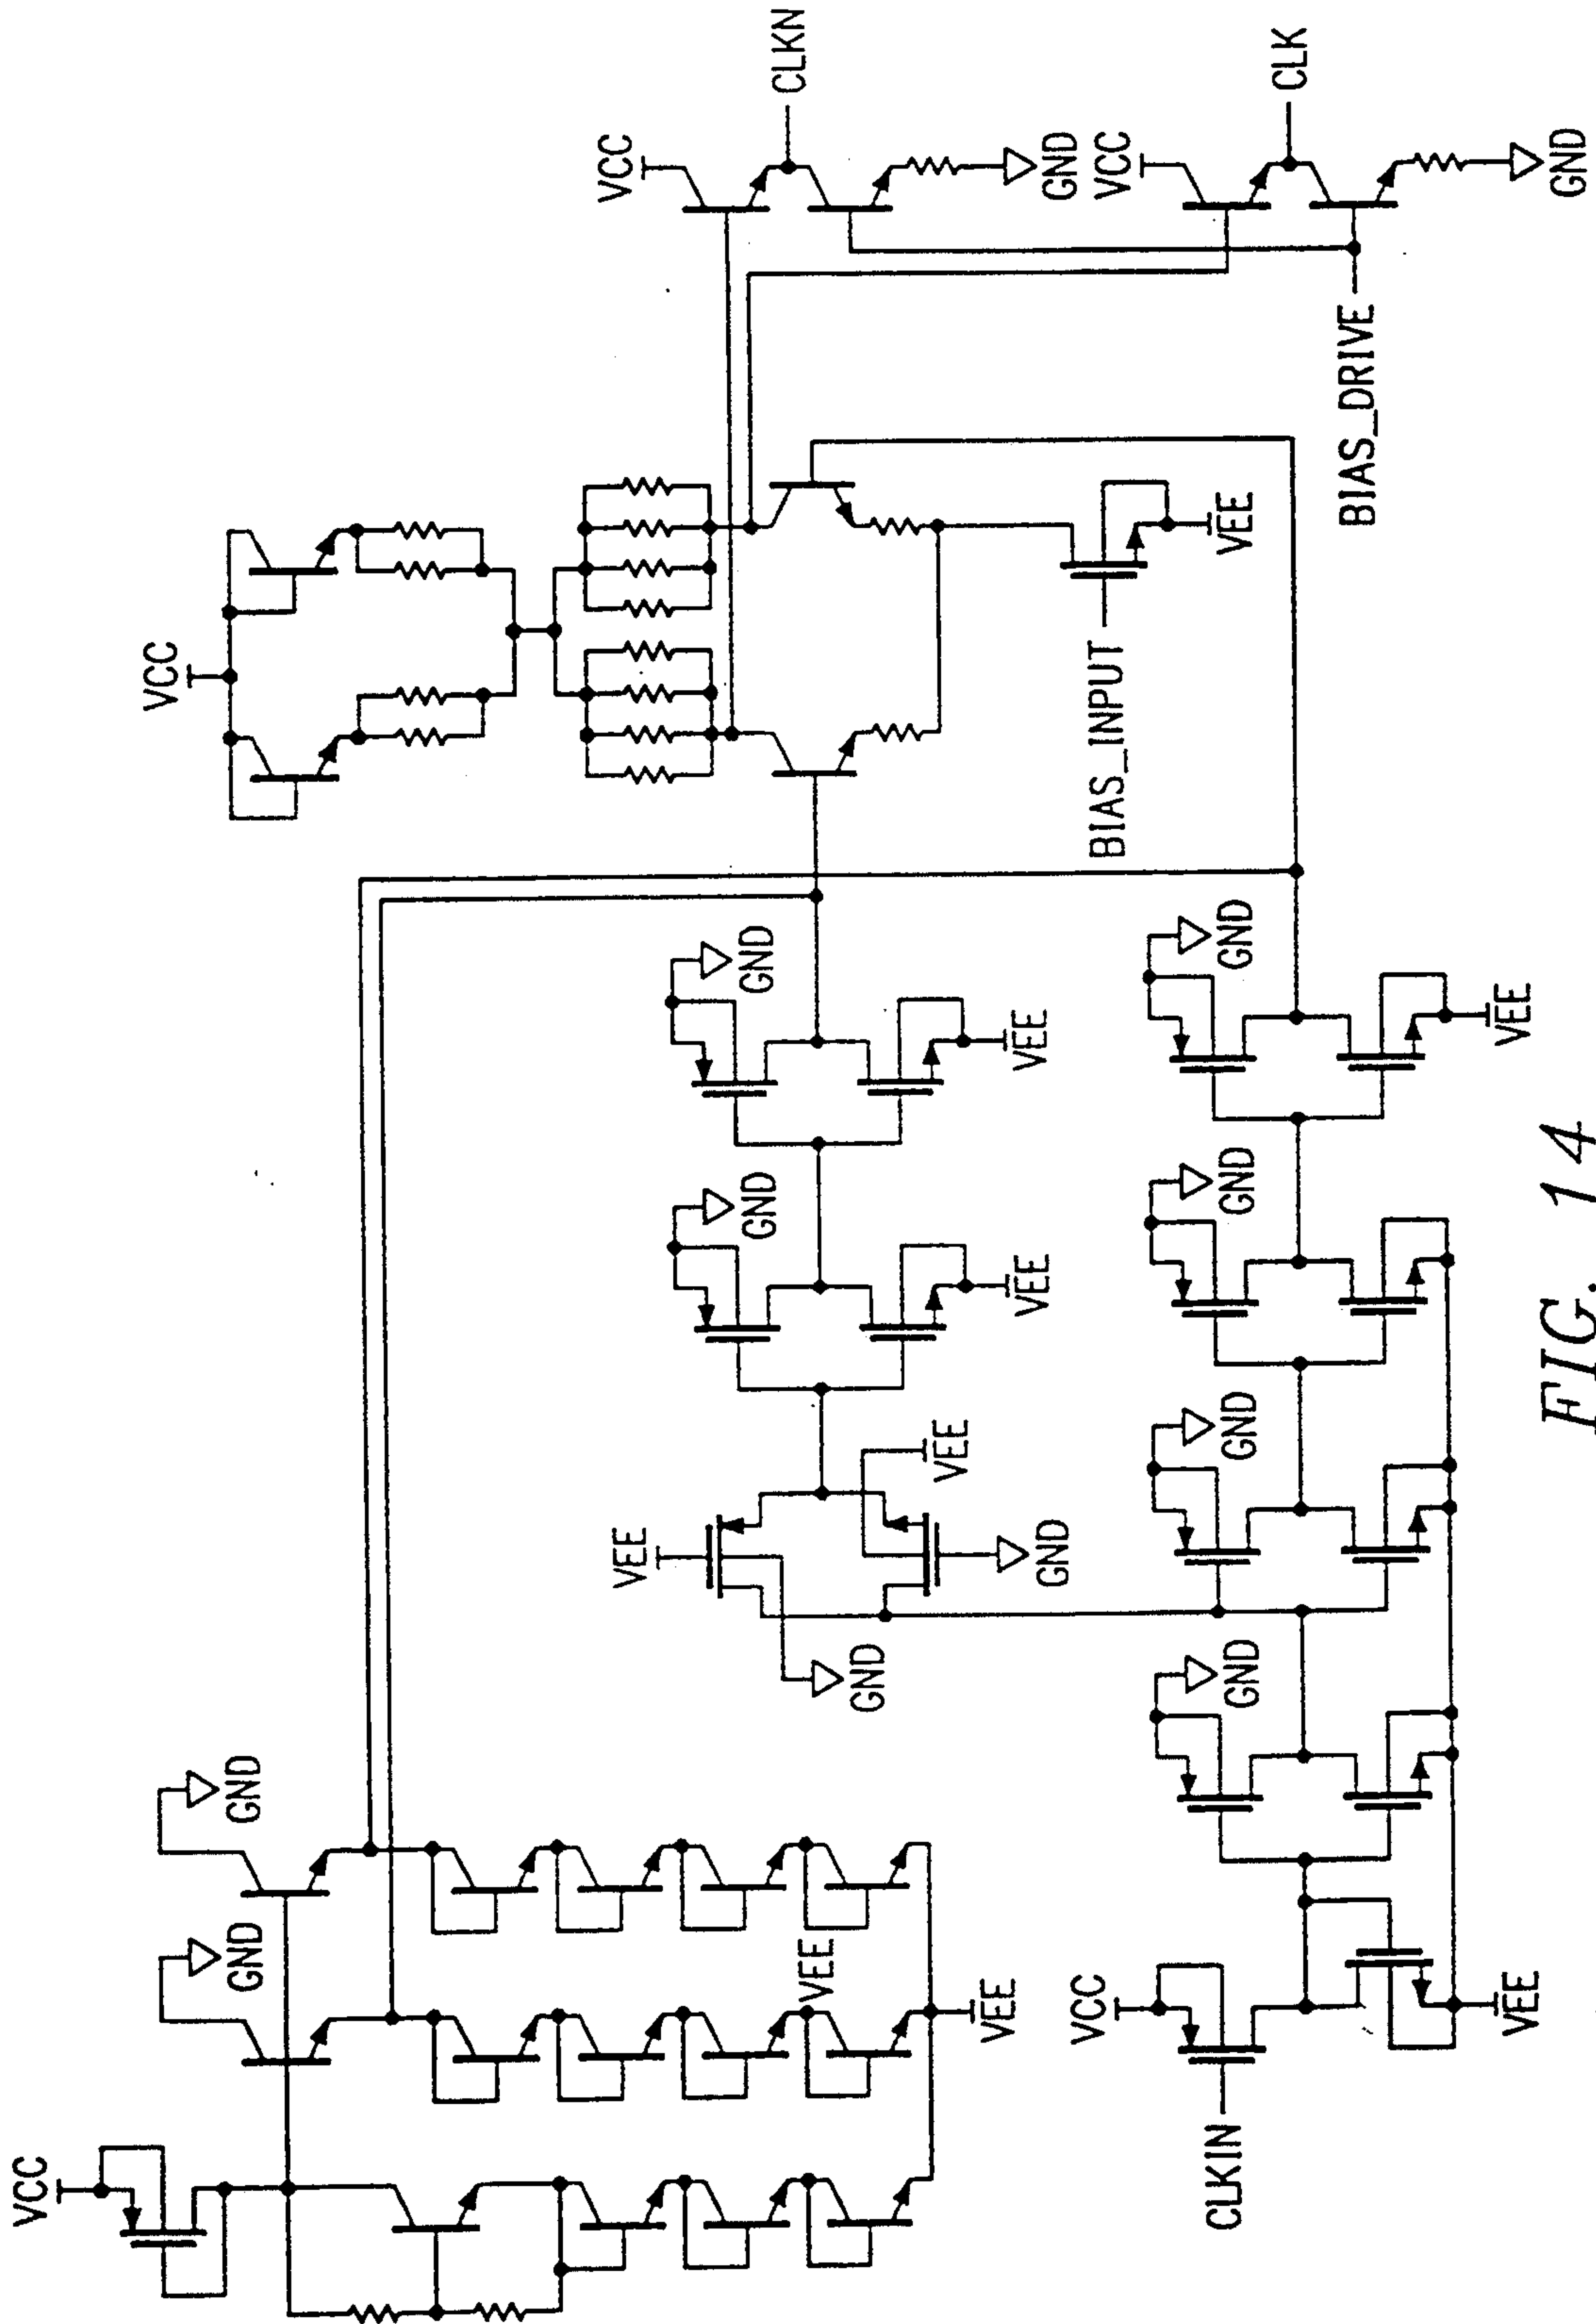 VCC
GND
GND
VEE
VEE
VCC
CLKIN
VEE
GND
VEE
GND
VEE
GND
GND
VEE
GND
VEE
GND
GND
GND
GND
VEE
VCC
BIAS_INPUT
VEE
VCC
CLKN
GND
VCC
CLK
GND
BIAS_DRIVE
FIG. 14